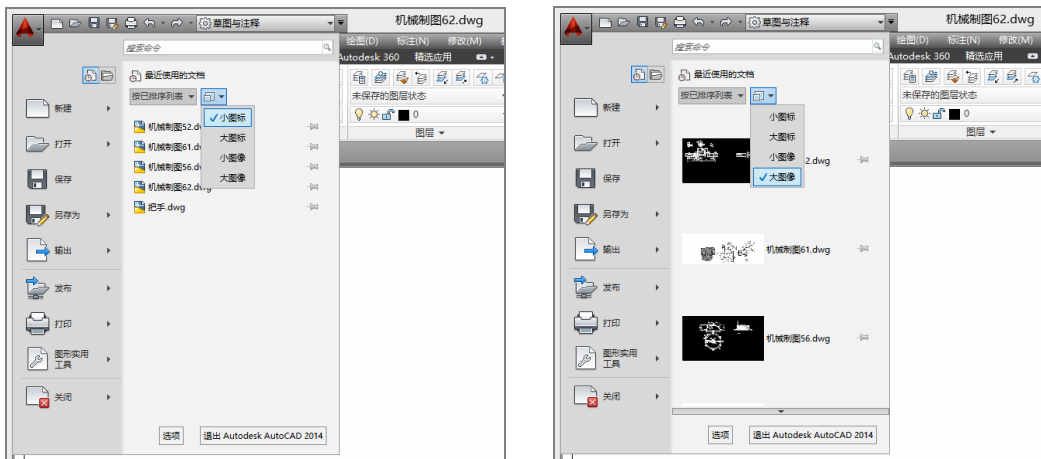 草图与注释
机械制图62.dwg
搜索命令
绘图(D) 标注(N) 修改(M)
Autodesk 360 精选应用
最近使用的文档
按已排序列表
未保存的图层状态
0
图层
新建
打开
保存
另存为
输出
发布
打印
图形实用
工具
关闭
小图标
大图标
小图像
大图像
机械制图52.dw
机械制图61.d
机械制图56.d
机械制图62.dwg
把手.dwg
选项
退出 Autodesk AutoCAD 2014
草图与注释
机械制图62.dwg
搜索命令
绘图(D) 标注(N) 修改(M)
Autodesk 360 精选应用
最近使用的文档
按已排序列表
未保存的图层状态
0
图层
新建
打开
保存
另存为
输出
发布
打印
图形实用
工具
关闭
小图标
大图标
小图像
大图像
2.dwg
机械制图61.dwg
机械制图56.dwg
选项
退出 Autodesk AutoCAD 2014